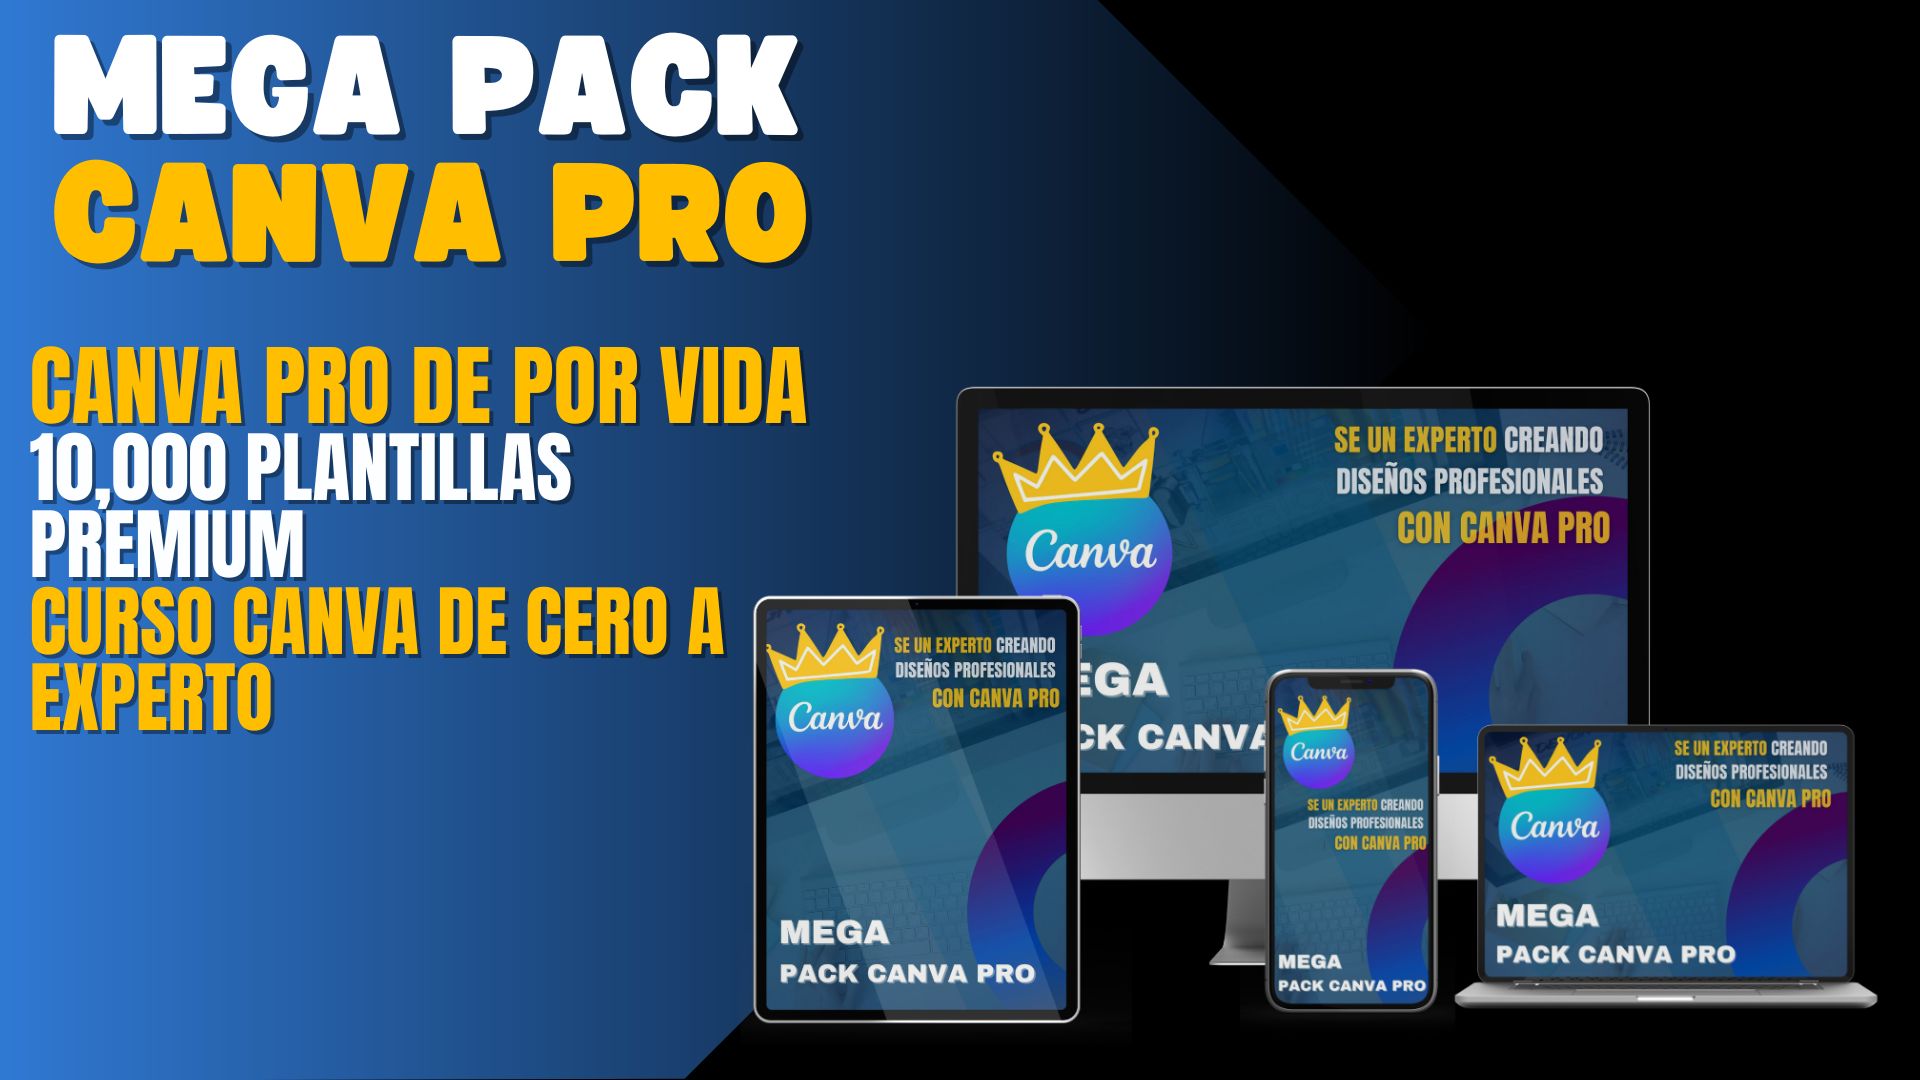 MEGA PACK
CANVA PRO
CANVA PRO DE POR VIDA
10,000 PLANTILLAS
PREMIUM
CURSO CANVA DE CERO A
EXPERTO
SE UN EXPERTO CREANDO
DISEÑOS PROFESIONALES
CON CANVA PRO
Canva
EGA
CK CANVA
SE UN EXPERTO CREANDO
DISEÑOS PROFESIONALES
CON CANVA PRO
Canva
MEGA
PACK CANVA PRO
Canva
SE UN EXPERTO CREANDO
DISEÑOS PROFESIONALES
CON CANVA PRO
MEGA
PACK CANVA PRO
SE UN EXPERTO CREANDO
DISEÑOS PROFESIONALES
CON CANVA PRO
Canva
MEGA
PACK CANVA PRO